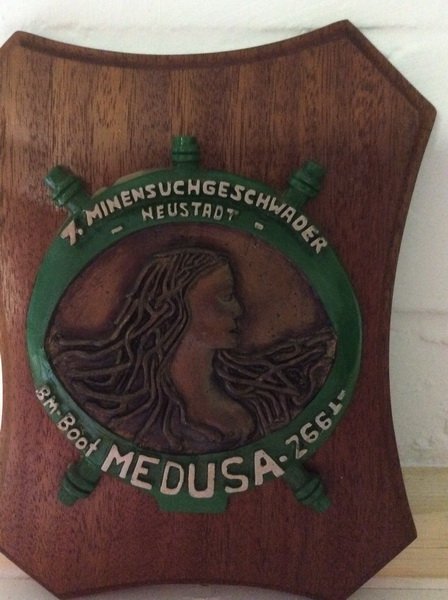 7. MINENSUCHGESCHWADER
- NEUSTADT -
BM-Boot MEDUSA-2661-